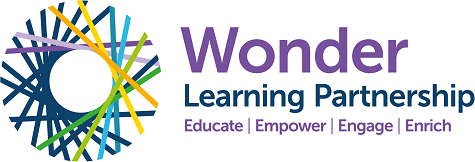 Wonder
Learning Partnership
Educate | Empower | Engage | Enrich